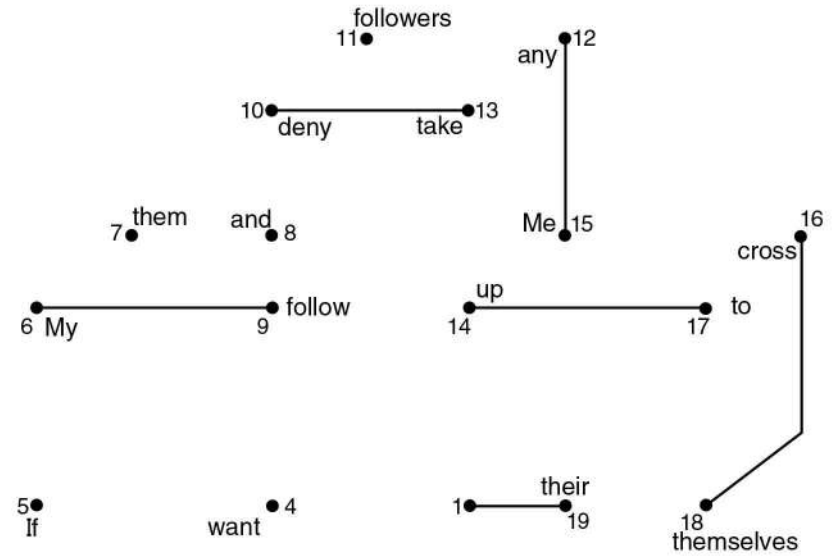 followers
11
12
any
10
13
deny
take
16
them
and
Me
15
7
8
cross
up
follow
to
6
My
9
14
17
their
5
4
1
If
want
19
18
themselves